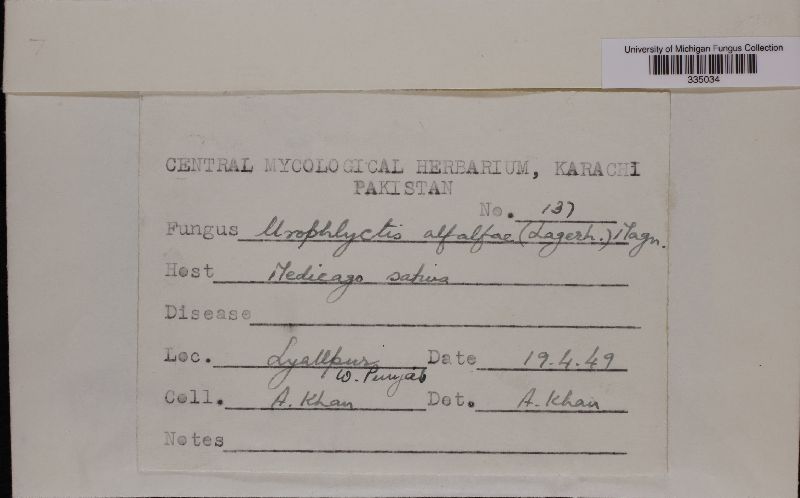 University of Michigan Fungus Collection
335034
CENTRAL MYCOLOGICAL HERBARIUM, KARACHI
PAKISTAN
No. 137
Fungus Urophlyctis alfalfae (Lagerh.) Magn.
Host Medicago sativa
Disease
Loc. Lyallpur Date 19.4.49
W. Punjab
Coll. A. Khan Det. A. Khan
Notes